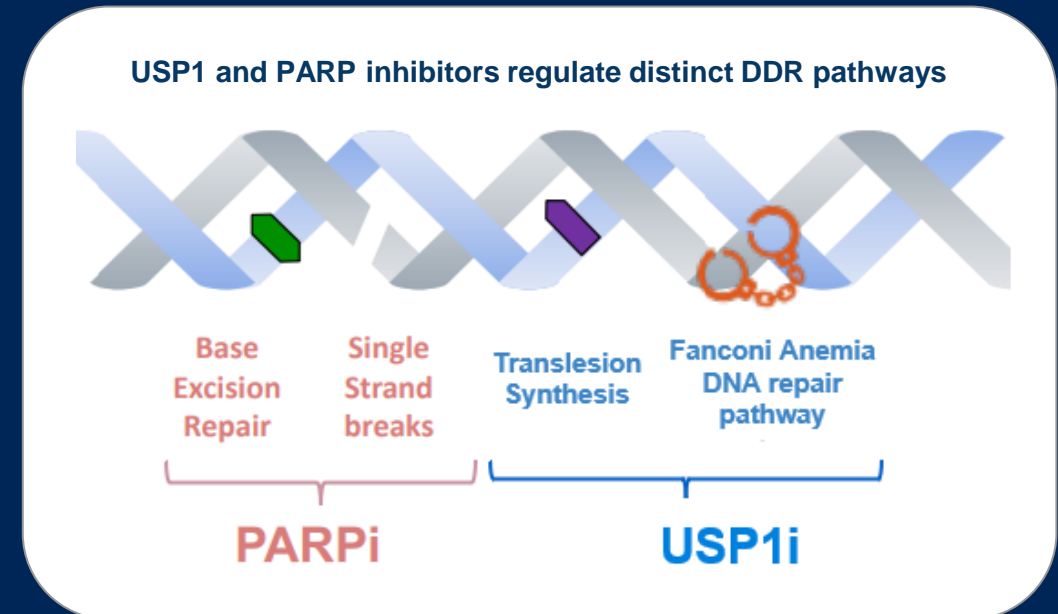 USP1 and PARP inhibitors regulate distinct DDR pathways
Base
Excision
Repair
Single
Strand
breaks
Translesion
Synthesis
Fanconi Anemia
DNA repair
pathway
PARPi
USP1i